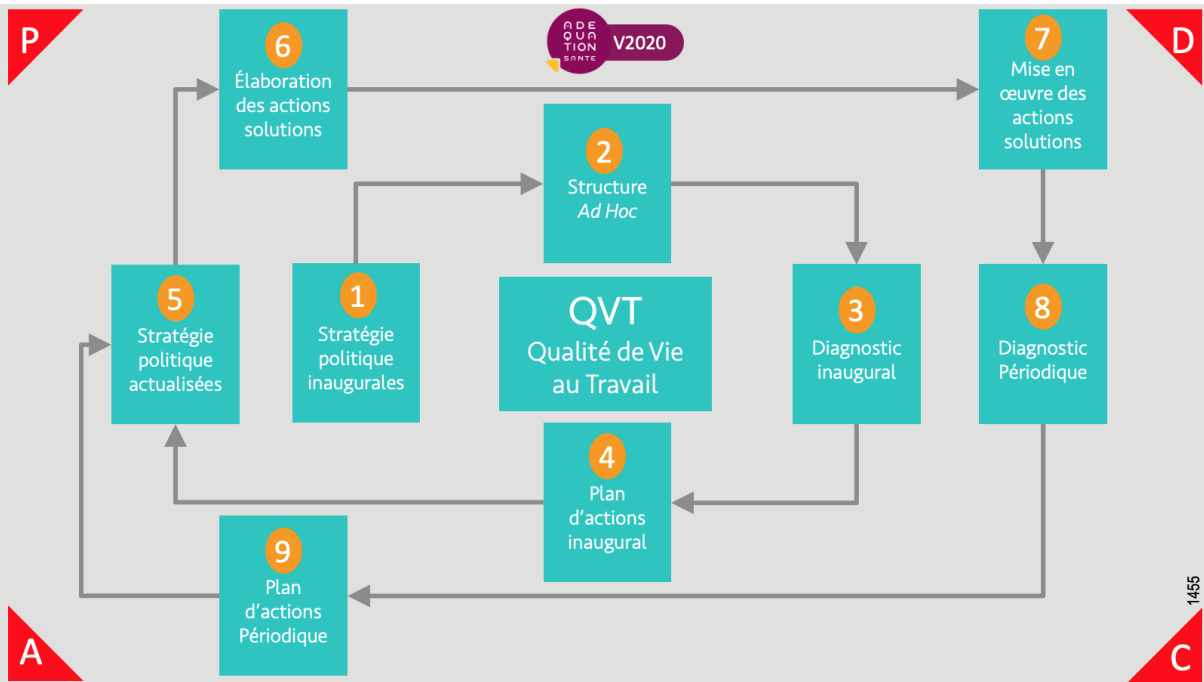 P
6
Élaboration
des actions
solutions
ADE
QUA
TION
SANTE
V2020
7
Mise en
œuvre des
actions
solutions
D
2
Structure
Ad Hoc
5
Stratégie
politique
actualisées
1
Stratégie
politique
inaugurales
QVT
Qualité de Vie
au Travail
3
Diagnostic
inaugural
8
Diagnostic
Périodique
4
Plan
d’actions
inaugural
9
Plan
d’actions
Périodique
1455
A
C